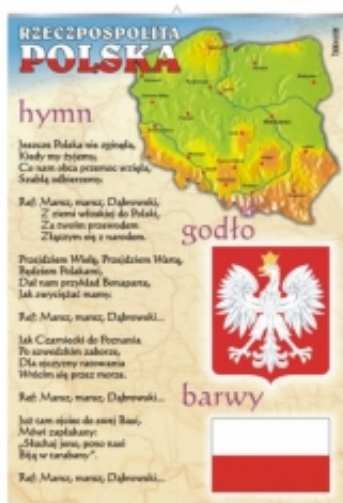 RZECZPOSPOLITA
POLSKA
hymn
Jeszcze Polska nie zginęła,
Kiedy my żyjemy,
Co nam obca przemoc wzięła,
Szablą odbierzemy.
Ref: Marsz, marsz, Dąbrowski,
Z ziemi włoskiej do Polski,
Za twoim przewodem
Złączym się z narodem.
Przejdziem Wisłę, Przejdziem Wartę,
Będziem Polakami,
Dał nam przykład Bonaparte,
Jak zwyciężać mamy.
Ref: Marsz, marsz, Dąbrowski...
Jak Czarniecki do Poznania
Po szwedzkim zaborze,
Dla ojczyzny ratowania
Wrócim się przez morze.
Ref: Marsz, marsz, Dąbrowski...
Już tam ojciec do swej Basi,
Mówi zapłakany:
„Słuchaj jeno, pono nasi
Biją w tarabany”.
Ref: Marsz, marsz, Dąbrowski...
godło
barwy